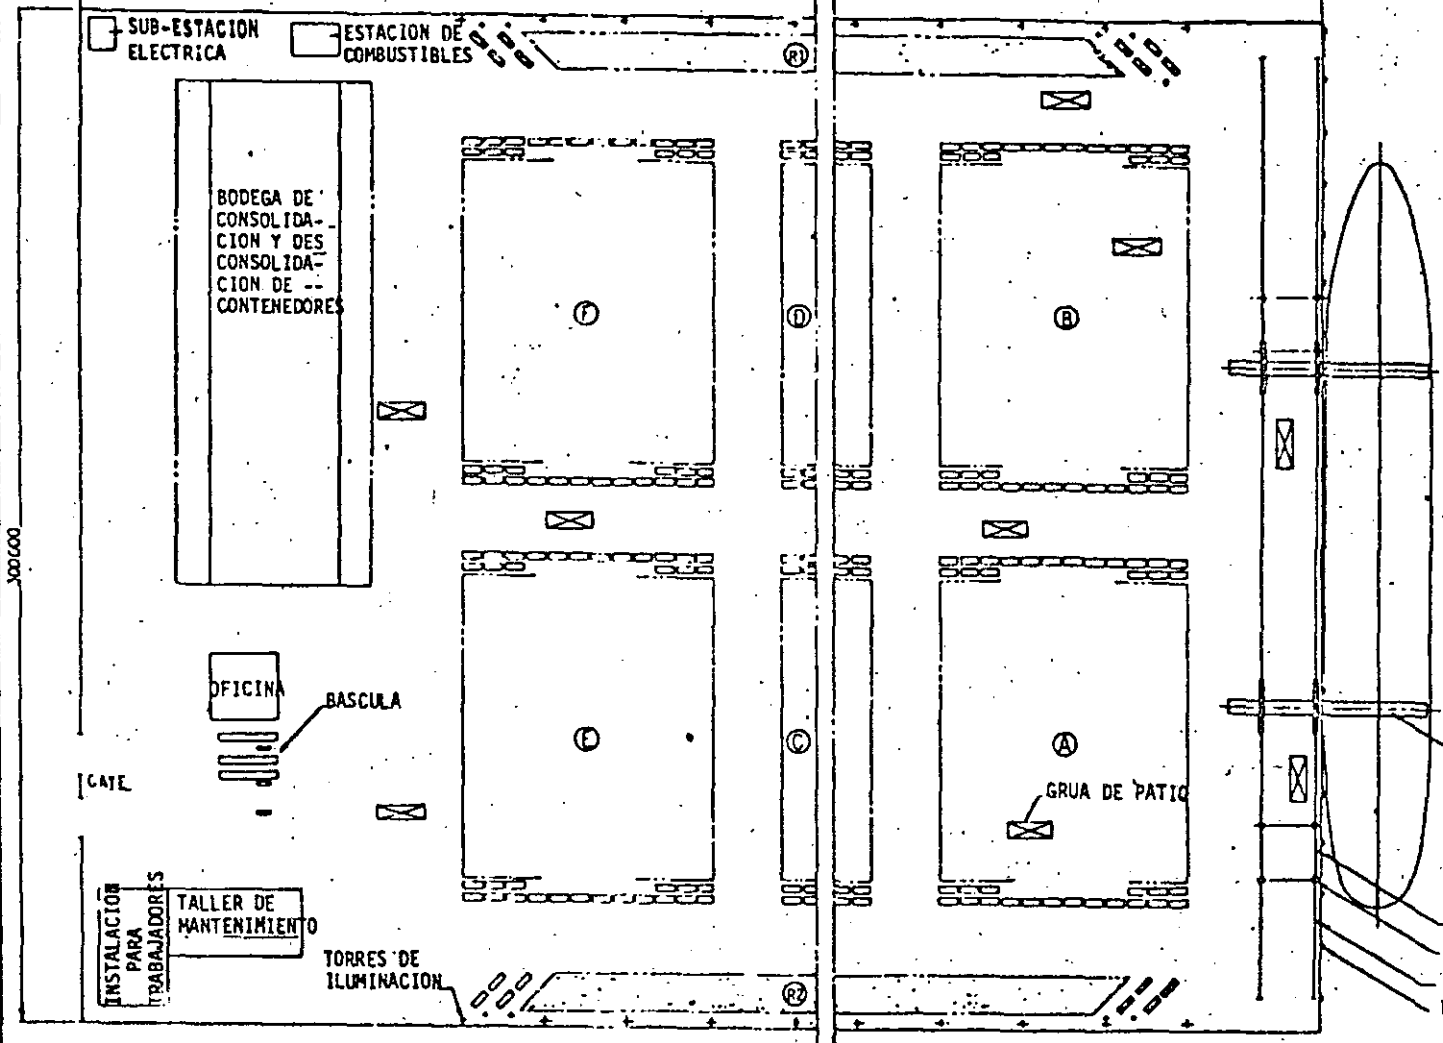 SUB-ESTACION
ELECTRICA
ESTACION DE
COMBUSTIBLES
R1
BODEGA DE
CONSOLIDA-
CION Y DES
CONSOLIDA-
CION DE --
CONTENEDORES
F
D
B
OFICINA
BASCULA
GATE
E
C
A
GRUA DE PATIO
INSTALACION
PARA
TRABAJADORES
TALLER DE
MANTENIMIENTO
TORRES DE
ILUMINACION
R2